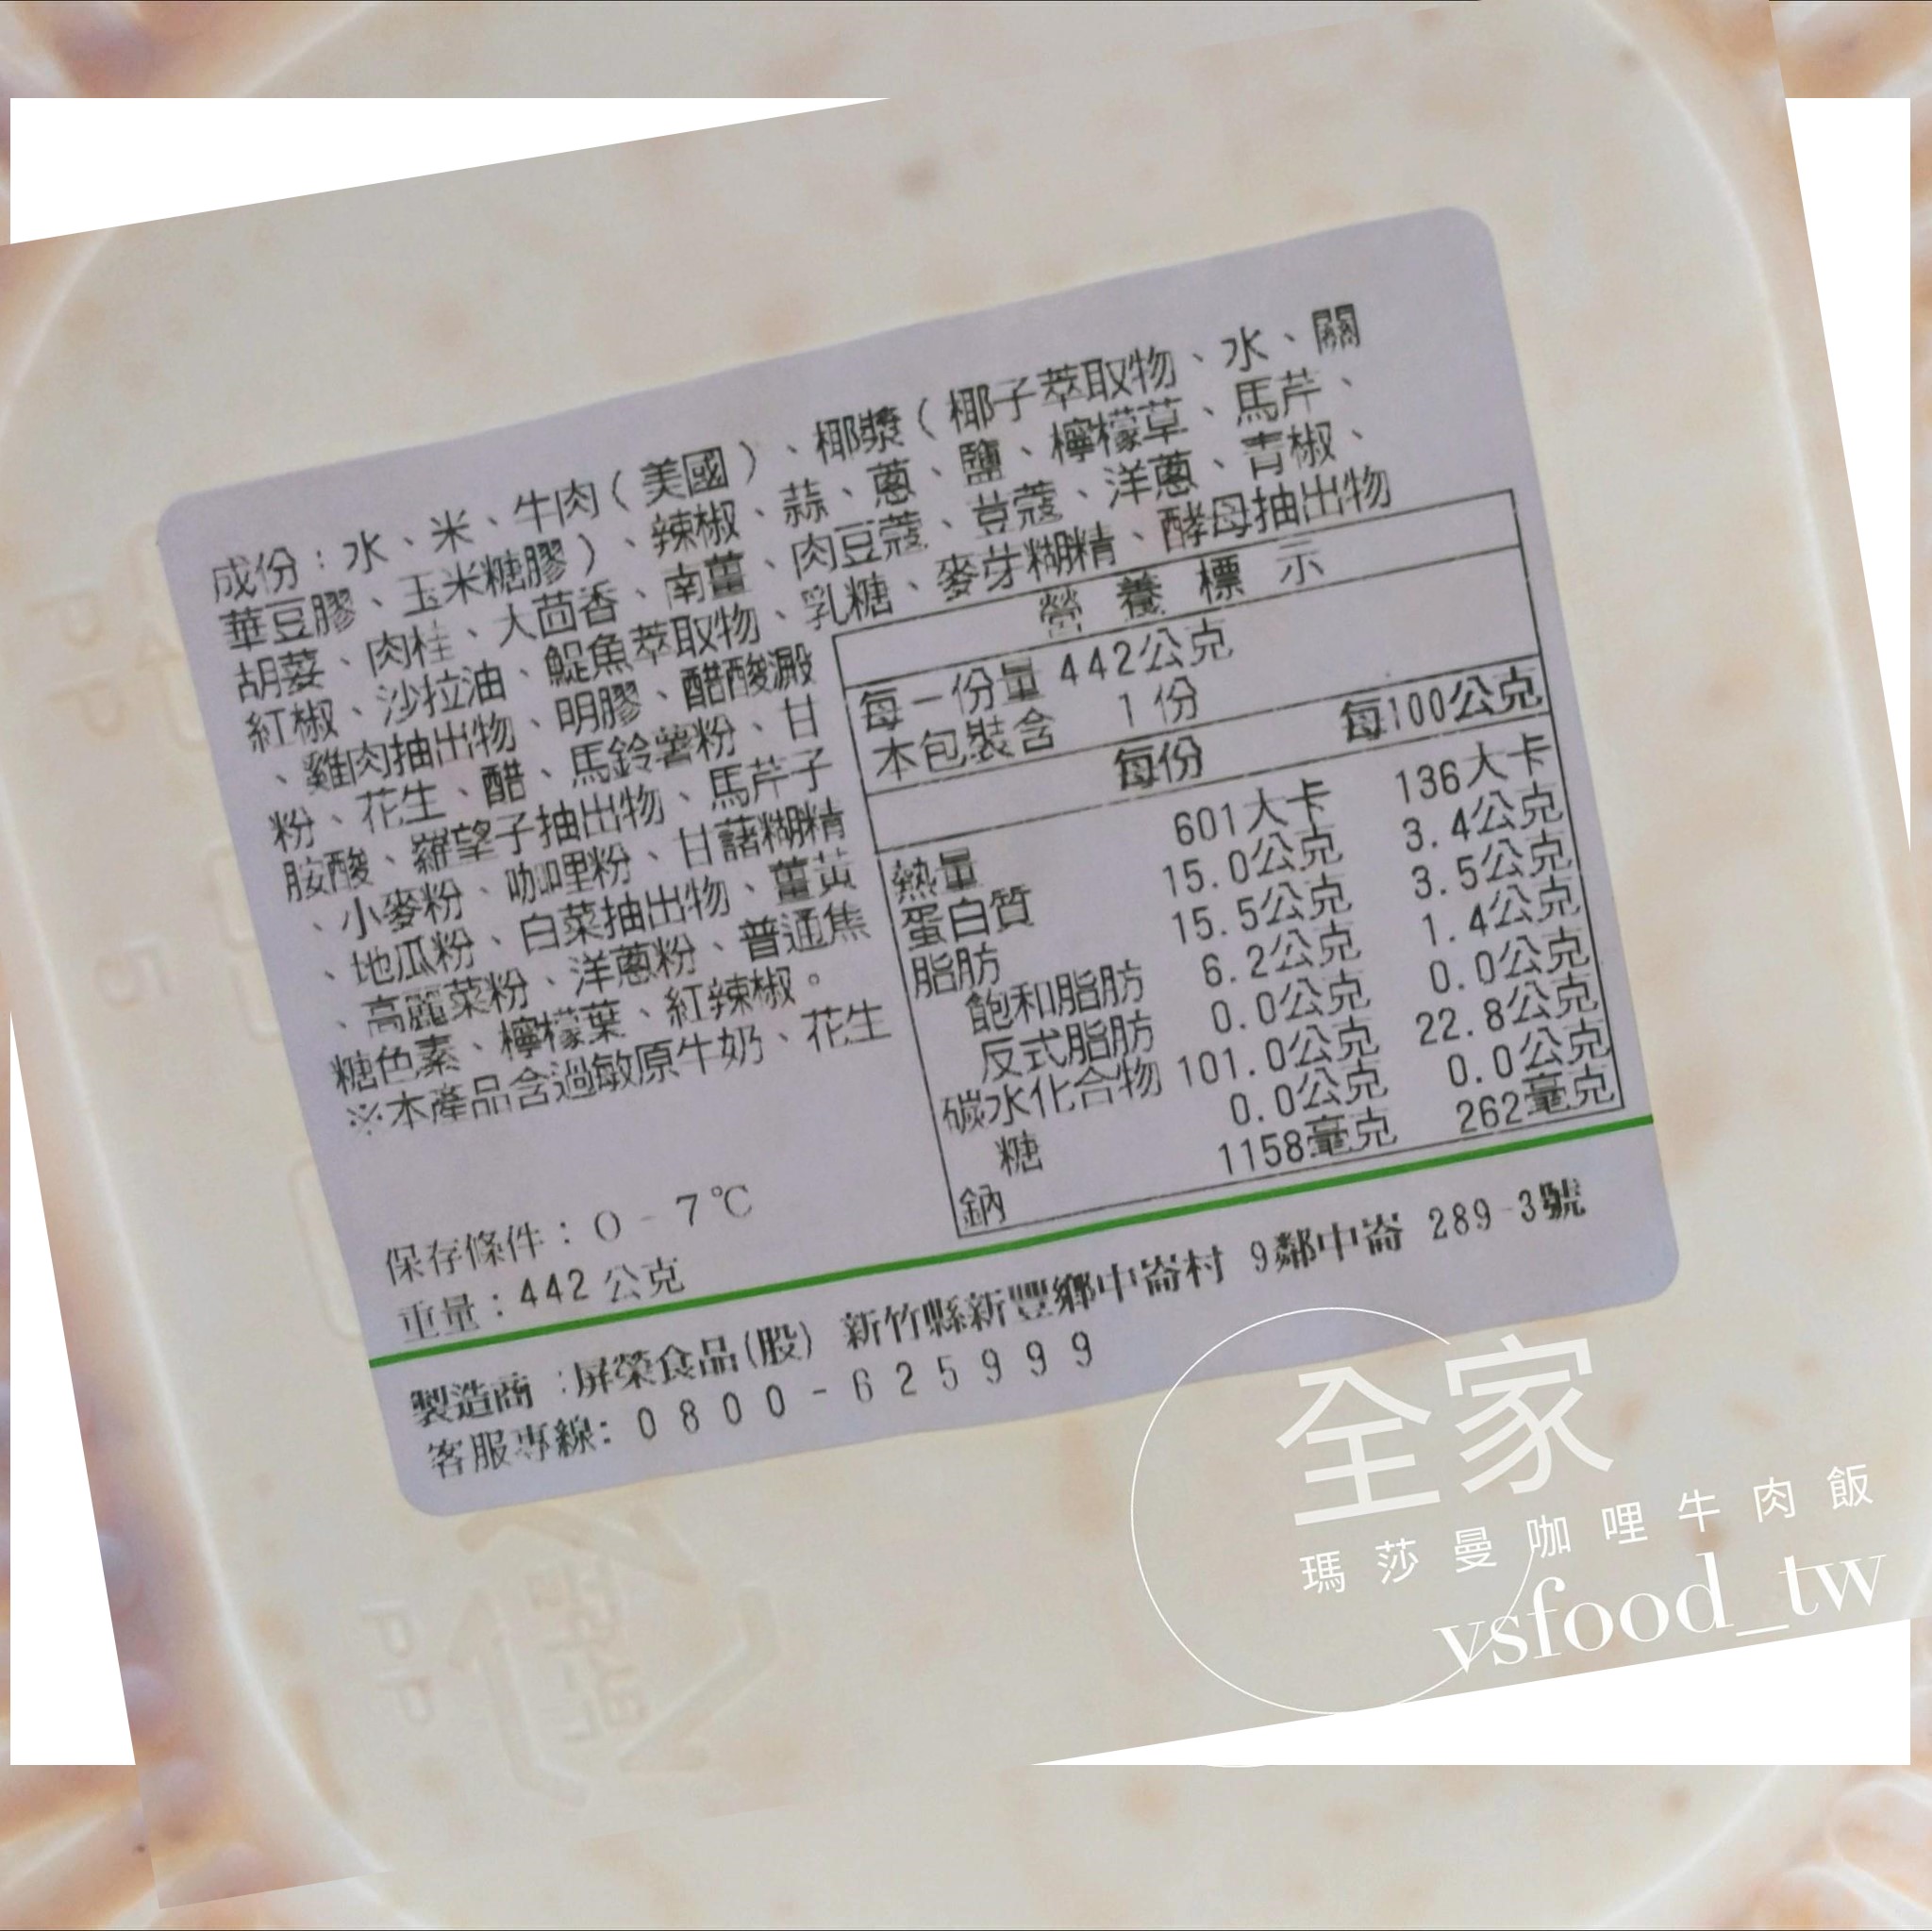 成份：水、米、牛肉（美國）、椰漿（椰子萃取物、水、關
華豆膠、玉米糖膠）、辣椒、蒜、蔥、鹽、檸檬草、馬芹、
胡荽、肉桂、大茴香、南薑、肉豆蔻、荳蔻、洋蔥、青椒、
紅椒、沙拉油、鯷魚萃取物、乳糖、麥芽糊精、酵母抽出物
、雞肉抽出物、明膠、醋酸澱
粉、花生、醋、馬鈴薯粉、甘
胺酸、羅望子抽出物、馬芹子
、小麥粉、咖哩粉、甘藷糊精
、地瓜粉、白菜抽出物、薑黃
、高麗菜粉、洋蔥粉、普通焦
糖色素、檸檬葉、紅辣椒。
※本產品含過敏原牛奶、花生
營養標示
每一份量 442公克
本包裝含 1 份
每份 每100公克
熱量 601大卡 136大卡
蛋白質 15.0公克 3.4公克
脂肪 15.5公克 3.5公克
飽和脂肪 6.2公克 1.4公克
反式脂肪 0.0公克 0.0公克
碳水化合物 101.0公克 22.8公克
糖 0.0公克 0.0公克
鈉 1158毫克 262毫克
保存條件：0-7℃
重量：442 公克
製造商：屏榮食品(股) 新竹縣新豐鄉中崙村 9鄰中崙 289-3號
客服專線：0800-625999
全家
瑪莎曼咖哩牛肉飯
vsfood_tw
PP